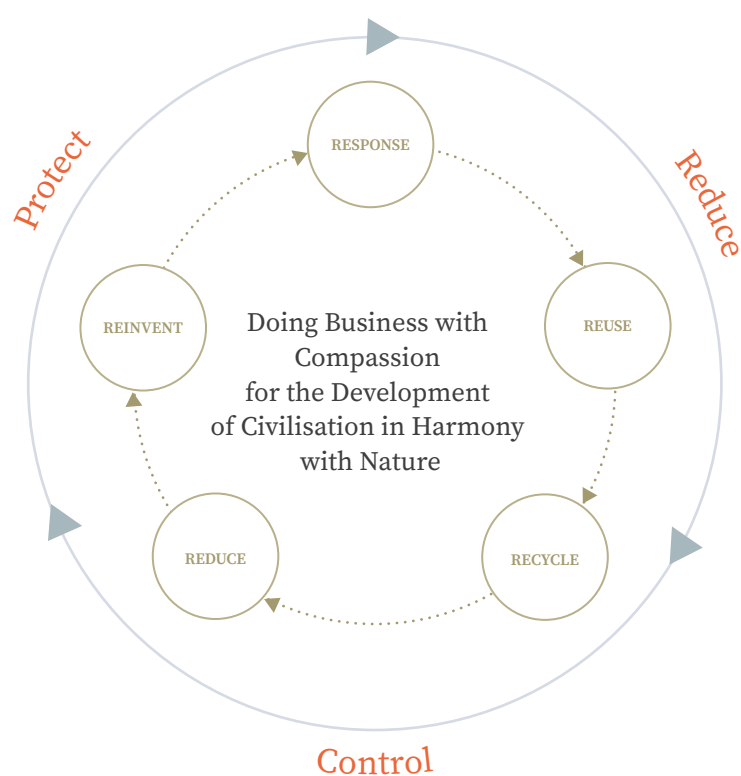 Protect
Reduce
RESPONSE
REINVENT
REUSE
Doing Business with
Compassion
for the Development
of Civilisation in Harmony
with Nature
REDUCE
RECYCLE
Control